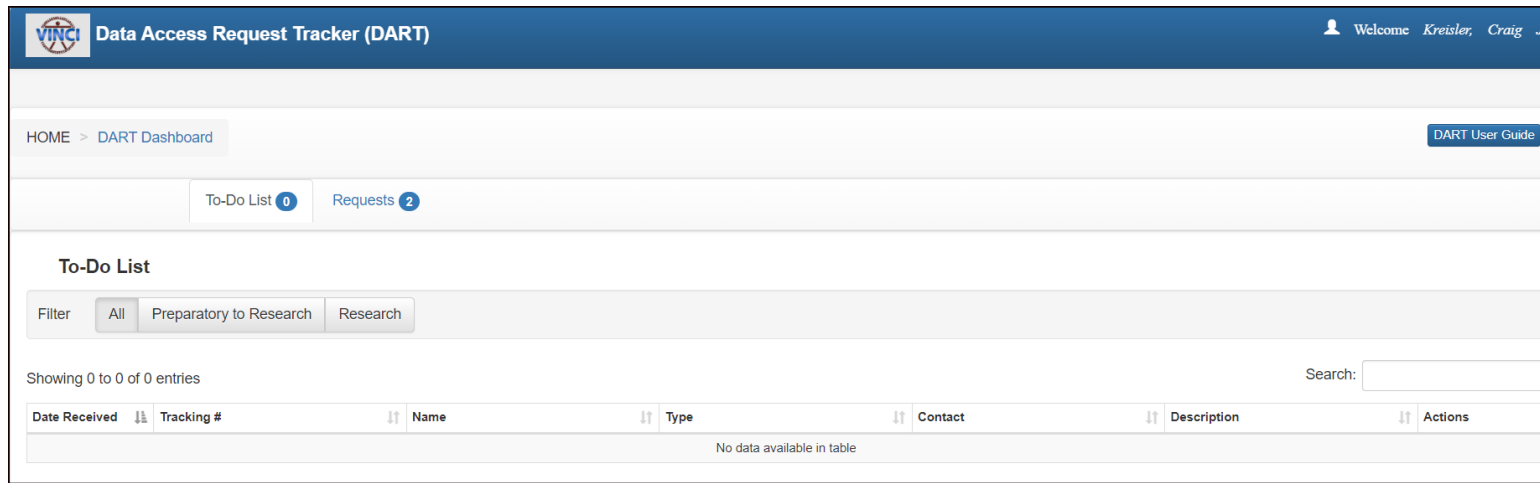 VINCI Data Access Request Tracker (DART) Welcome Kreisler, Craig
HOME > DART Dashboard DART User Guide
To-Do List 0 Requests 2
To-Do List
Filter All Preparatory to Research Research
Showing 0 to 0 of 0 entries Search:
Date Received Tracking # Name Type Contact Description Actions
No data available in table